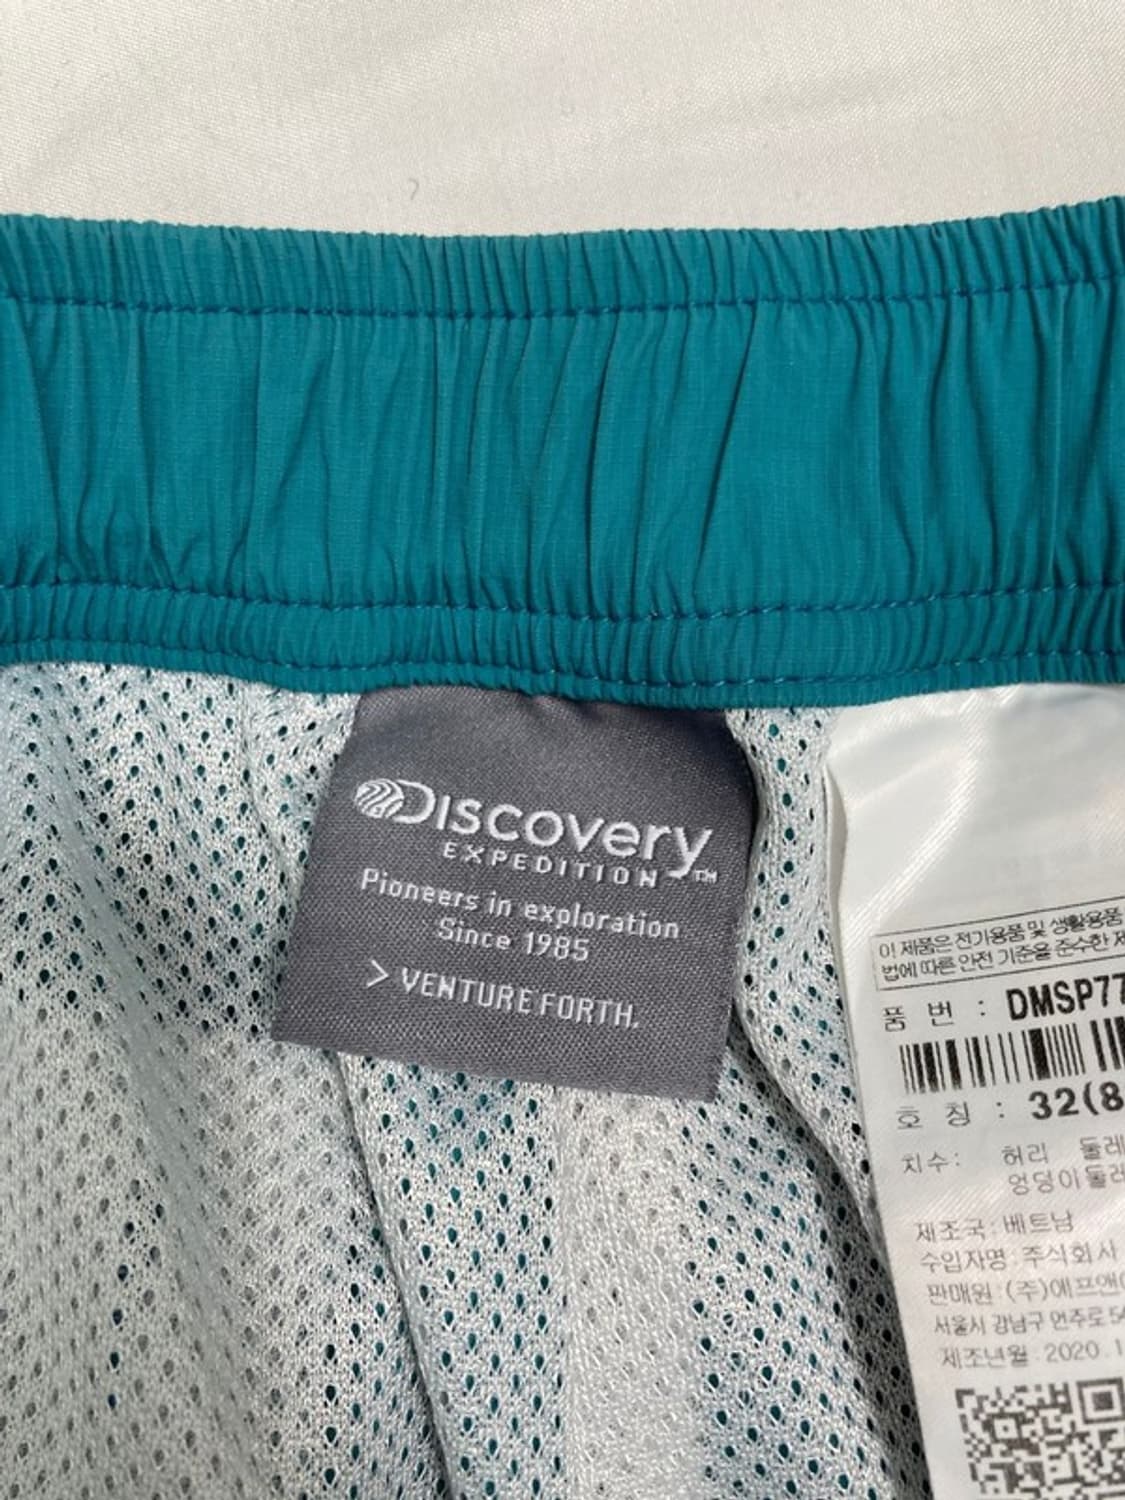 DISCOVERY
EXPEDITION™
Pioneers in exploration
Since 1985
> VENTURE FORTH.
이 제품은 전기용품 및 생활용품
법에 따른 안전 기준을 준수한 제
품 번 : DMSP77
호 칭 : 32(8
치수: 허리 둘레
엉덩이둘레
제조국:베트남
수입자명:주식회사
판매원:(주)에프앤
서울시 강남구 언주로 54
제조년월:2020.1